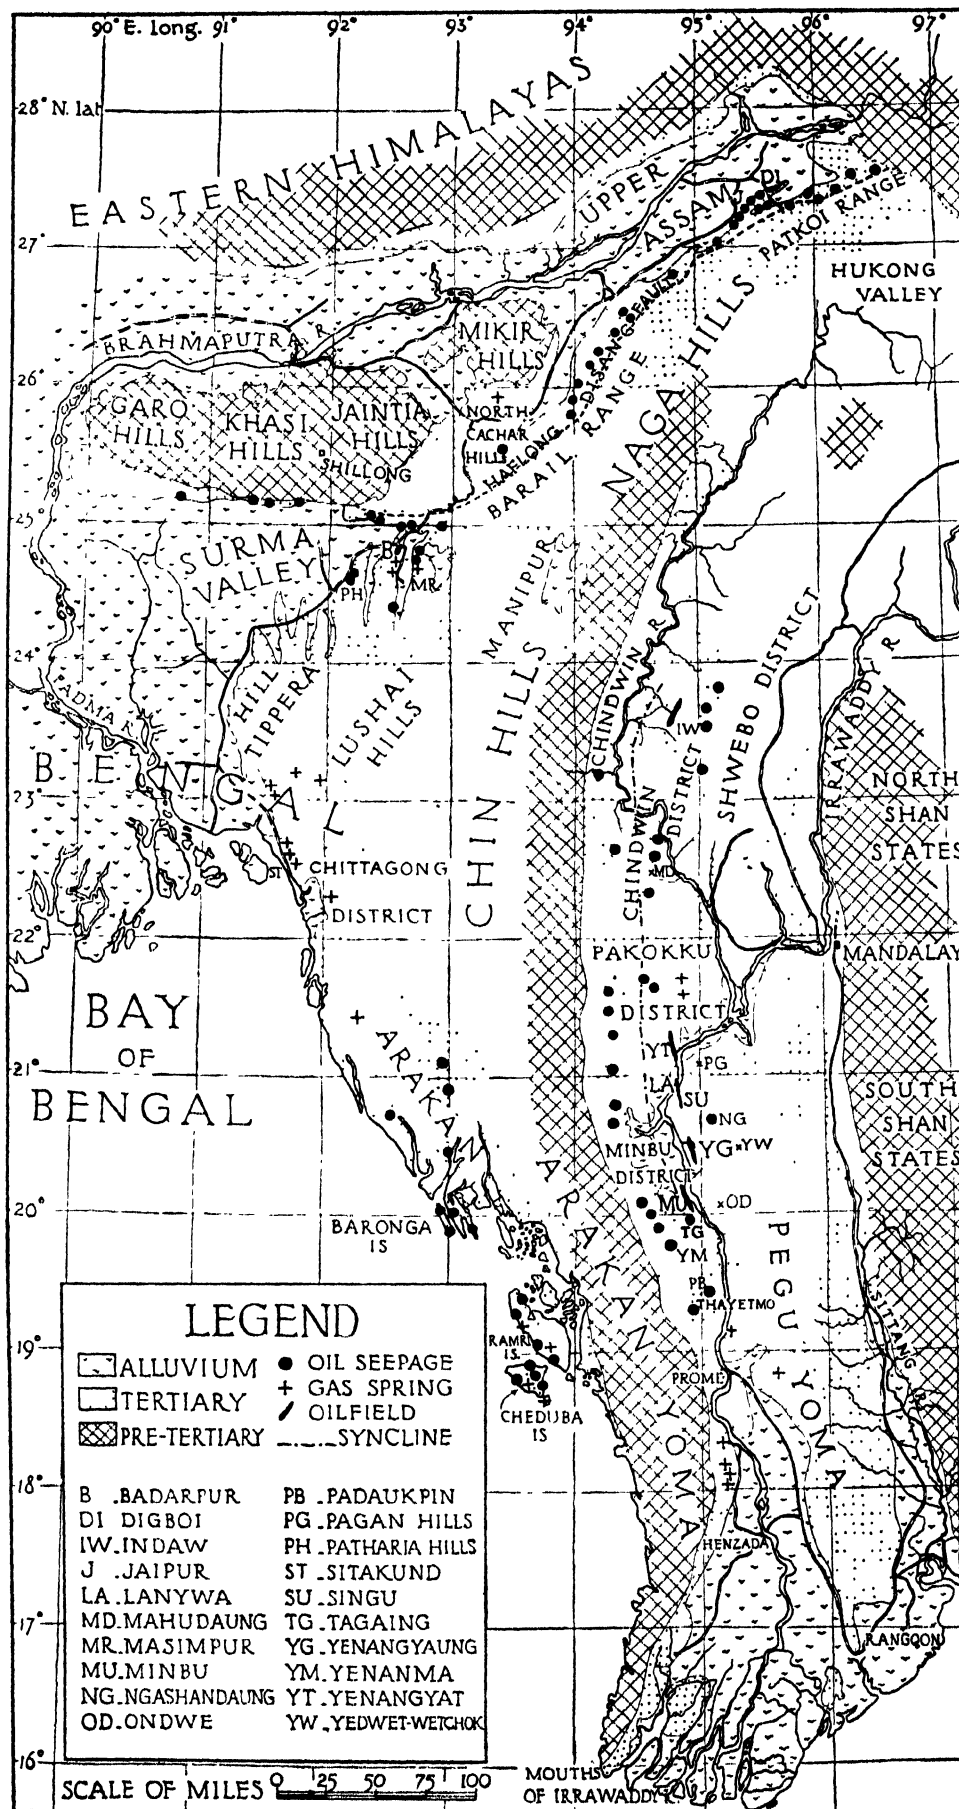 90° E. long. 91° 92° 93° 94° 95° 96° 97°
28° N. lat
EASTERN HIMALAYAS
UPPER
ASSAM
DI
PATKOI RANGE
27°
HUKONG
VALLEY
DISANG FAULT
NAGA HILLS
BRAHMAPUTRA R
MIKIR
HILLS
26°
GARO
HILLS
KHASI
HILLS
JAINTIA
HILLS
SHILLONG
NORTH
CACHAR
HILLS
HAFLONG
BARAIL
RANGE
25°
SURMA
VALLEY
B
PH
MR
MANIPUR
24°
PADMA R
HILL
TIPPERA
LUSHAI
HILLS
CHIN HILLS
CHINDWIN R
IW
CHINDWIN
DISTRICT
SHWEBO DISTRICT
IRRAWADDY R
BENGAL
23°
NORTH
SHAN
STATES
ST
CHITTAGONG
DISTRICT
MD
22°
PAKOKKU
DISTRICT
MANDALAY
BAY
OF
BENGAL
21°
ARAKAN
YT
PG
LA
SU
NG
SOUTH
SHAN
STATES
MINBU
DISTRICT
YG
YW
20°
BARONGA
IS
MU
OD
TG
YM
ARAKAN YOMA
PEGU YOMA
PB
THAYETMO
SITTANG R
19°
RAMRI
IS.
PROME
CHEDUBA
IS
18°
HENZADA
17°
RANGOON
16°
MOUTHS
OF IRRAWADDY R.
LEGEND
ALLUVIUM
TERTIARY
PRE-TERTIARY
OIL SEEPAGE
GAS SPRING
OILFIELD
SYNCLINE
B .BADARPUR
DI DIGBOI
IW.INDAW
J .JAIPUR
LA.LANYWA
MD.MAHUDAUNG
MR.MASIMPUR
MU.MINBU
NG.NGASHANDAUNG
OD.ONDWE
PB .PADAUKPIN
PG .PAGAN HILLS
PH .PATHARIA HILLS
ST .SITAKUND
SU .SINGU
TG .TAGAING
YG .YENANGYAUNG
YM.YENANMA
YT .YENANGYAT
YW .YEDWET-WETCHOK
SCALE OF MILES 0 25 50 75 100